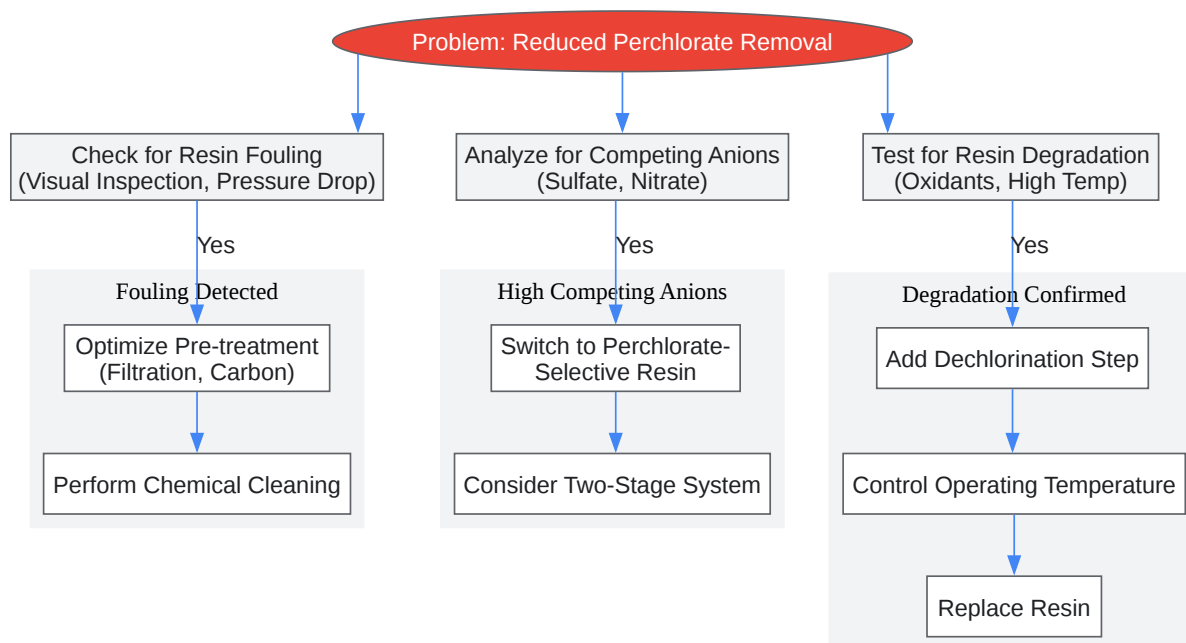 Problem: Reduced Perchlorate Removal
Check for Resin Fouling
(Visual Inspection, Pressure Drop)
Analyze for Competing Anions
(Sulfate, Nitrate)
Test for Resin Degradation
(Oxidants, High Temp)
Yes
Yes
Yes
Fouling Detected
High Competing Anions
Degradation Confirmed
Optimize Pre-treatment
(Filtration, Carbon)
Switch to Perchlorate-
Selective Resin
Add Dechlorination Step
Perform Chemical Cleaning
Consider Two-Stage System
Control Operating Temperature
Replace Resin